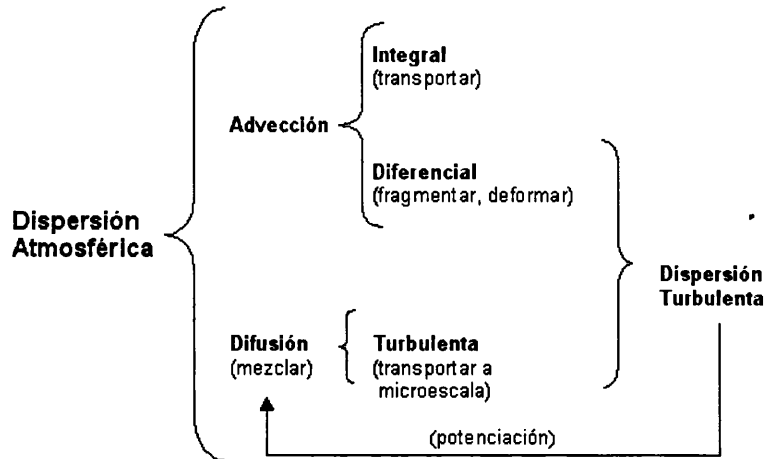 Integral
(transportar)
Advección
Diferencial
(fragmentar, deformar)
Dispersión
Atmosférica
Dispersión
Turbulenta
Difusión
(mezclar)
Turbulenta
(transportar a
microescala)
(potenciación)